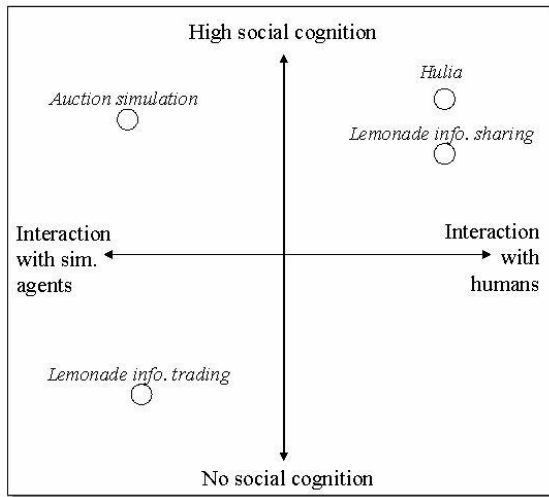 High social cognition
Hulia
Auction simulation
Lemonade info. sharing
Interaction
with sim.
agents
Interaction
with
humans
Lemonade info. trading
No social cognition